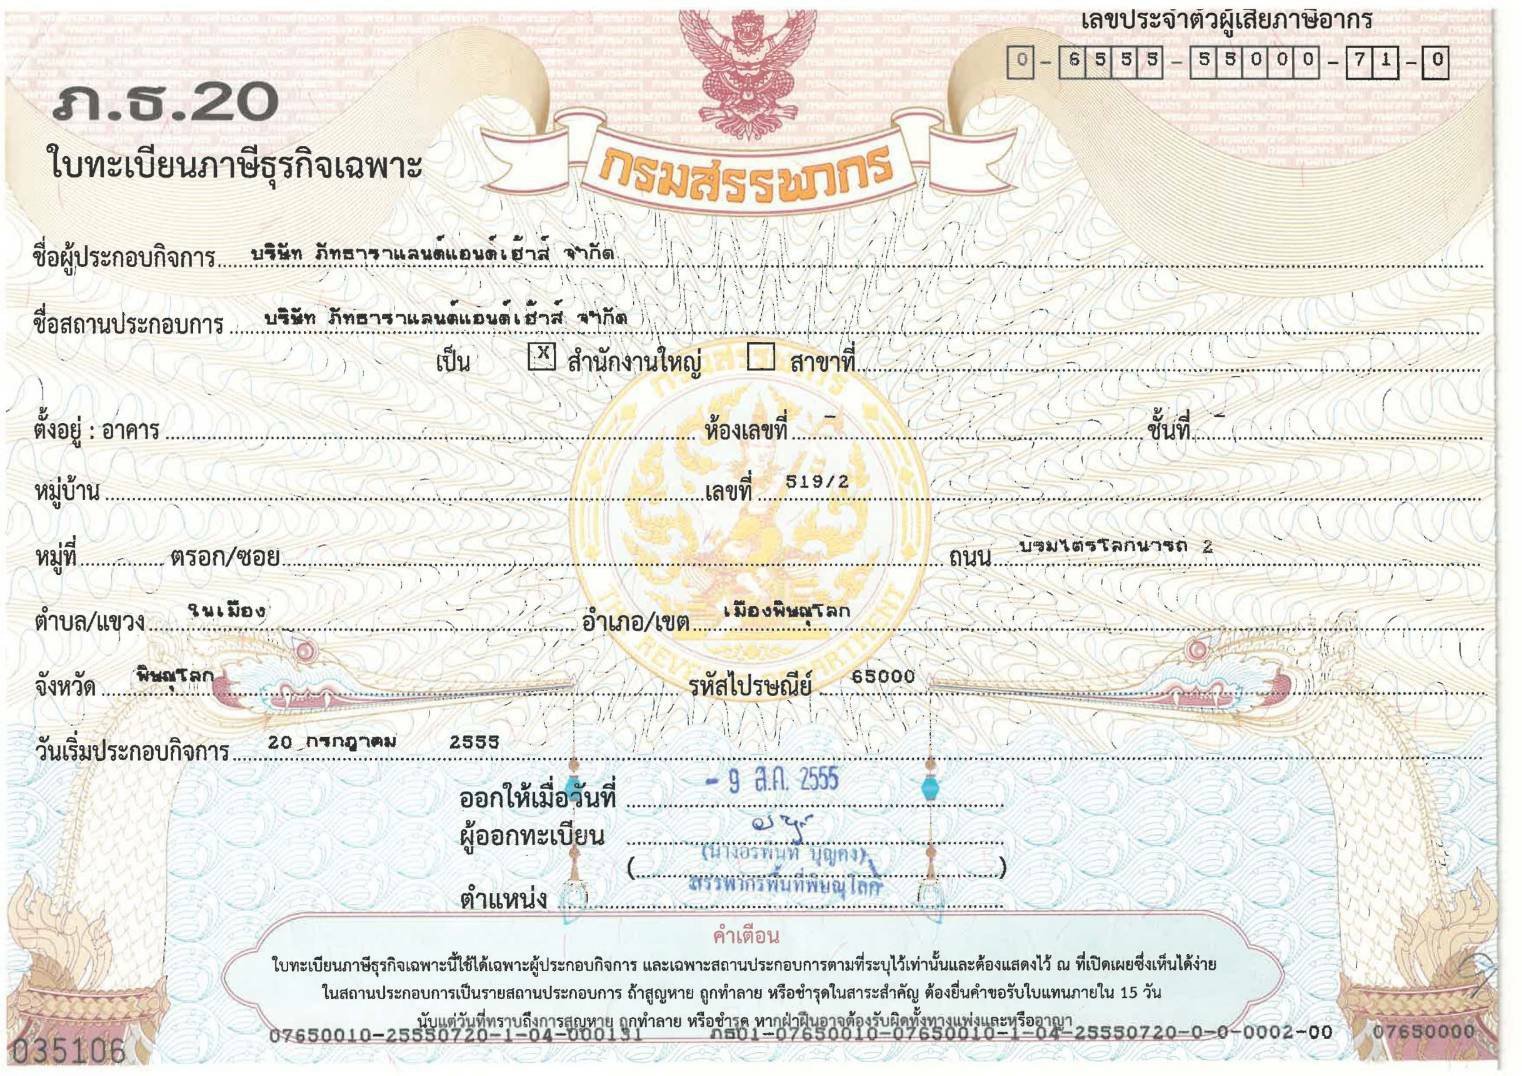 เลขประจำตัวผู้เสียภาษีอากร
0-6555-55000-71-0
ภ.ธ.20
ใบทะเบียนภาษีธุรกิจเฉพาะ
กรมสรรพากร
ชื่อผู้ประกอบกิจการ บริษัท ภัทธาราแลนด์แอนด์เฮ้าส์ จำกัด
ชื่อสถานประกอบการ บริษัท ภัทธาราแลนด์แอนด์เฮ้าส์ จำกัด
เป็น X สำนักงานใหญ่ สาขาที่
ตั้งอยู่ : อาคาร ห้องเลขที่ - ชั้นที่ -
หมู่บ้าน เลขที่ 519/2
หมู่ที่ ตรอก/ซอย ถนน บรมไตรโลกนารถ 2
ตำบล/แขวง ในเมือง อำเภอ/เขต เมืองพิษณุโลก
จังหวัด พิษณุโลก รหัสไปรษณีย์ 65000
วันเริ่มประกอบกิจการ 20 กรกฎาคม 2555
ออกให้เมื่อวันที่ - 9 ส.ค. 2555
ผู้ออกทะเบียน
(นางอรพินท์ บุญคง)
ตำแหน่ง สรรพากรพื้นที่พิษณุโลก
คำเตือน
ใบทะเบียนภาษีธุรกิจเฉพาะนี้ใช้ได้เฉพาะผู้ประกอบกิจการ และเฉพาะสถานประกอบการตามที่ระบุไว้เท่านั้นและต้องแสดงไว้ ณ ที่เปิดเผยซึ่งเห็นได้ง่าย
ในสถานประกอบการเป็นรายสถานประกอบการ ถ้าสูญหาย ถูกทำลาย หรือชำรุดในสาระสำคัญ ต้องยื่นคำขอรับใบแทนภายใน 15 วัน
นับแต่วันที่ทราบถึงการสูญหาย ถูกทำลาย หรือชำรุด หากฝ่าฝืนอาจต้องรับผิดทั้งทางแพ่งและหรืออาญา
07650010-25550720-1-04-000131 ภธ01-07650010-07650010-1-04-25550720-0-0-0002-00 07650000
035106